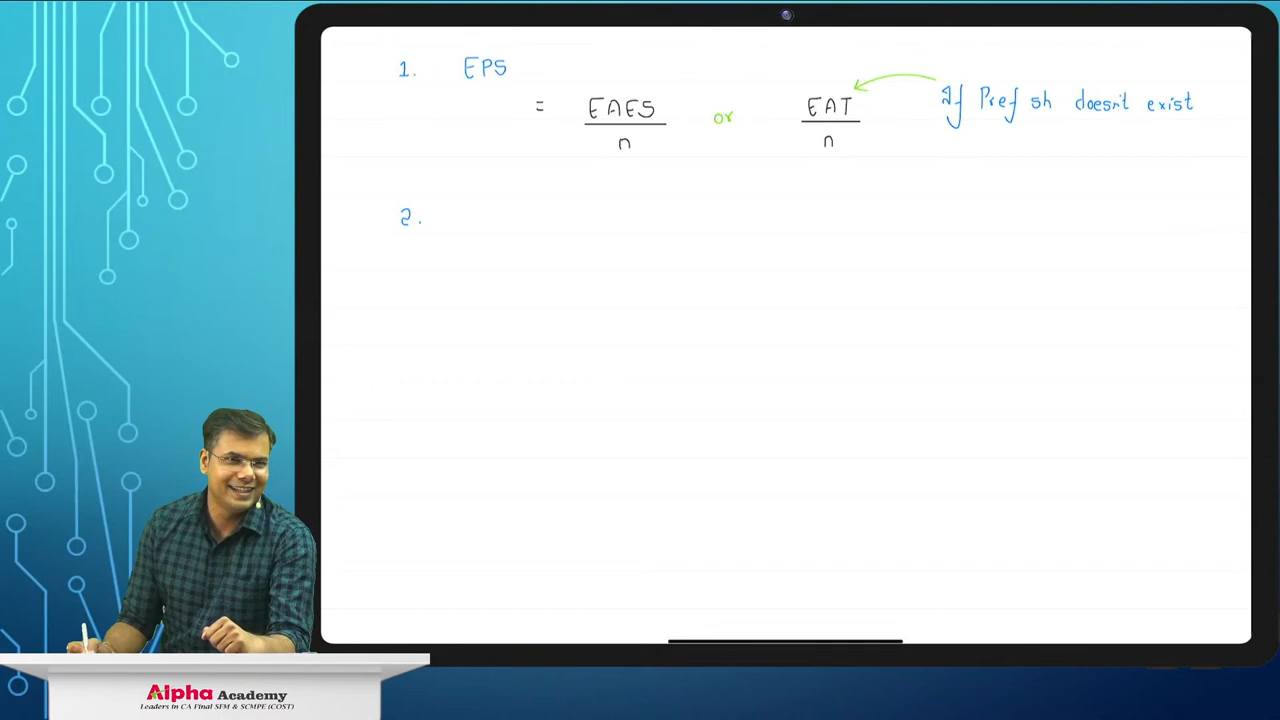 1. EPS
= EAES / n or EAT / n If Pref sh doesn't exist
2.
Alpha Academy
Leaders in CA Final SFM & SCMPE (COST)